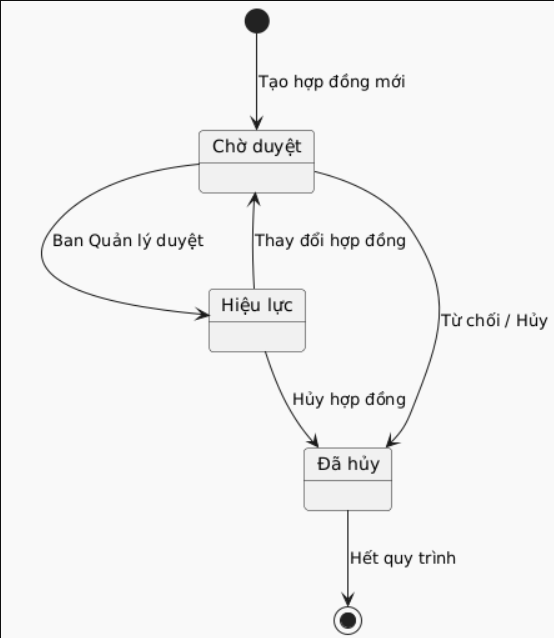 Tạo hợp đồng mới
Chờ duyệt
Ban Quản lý duyệt
Thay đổi hợp đồng
Hiệu lực
Từ chối / Hủy
Hủy hợp đồng
Đã hủy
Hết quy trình